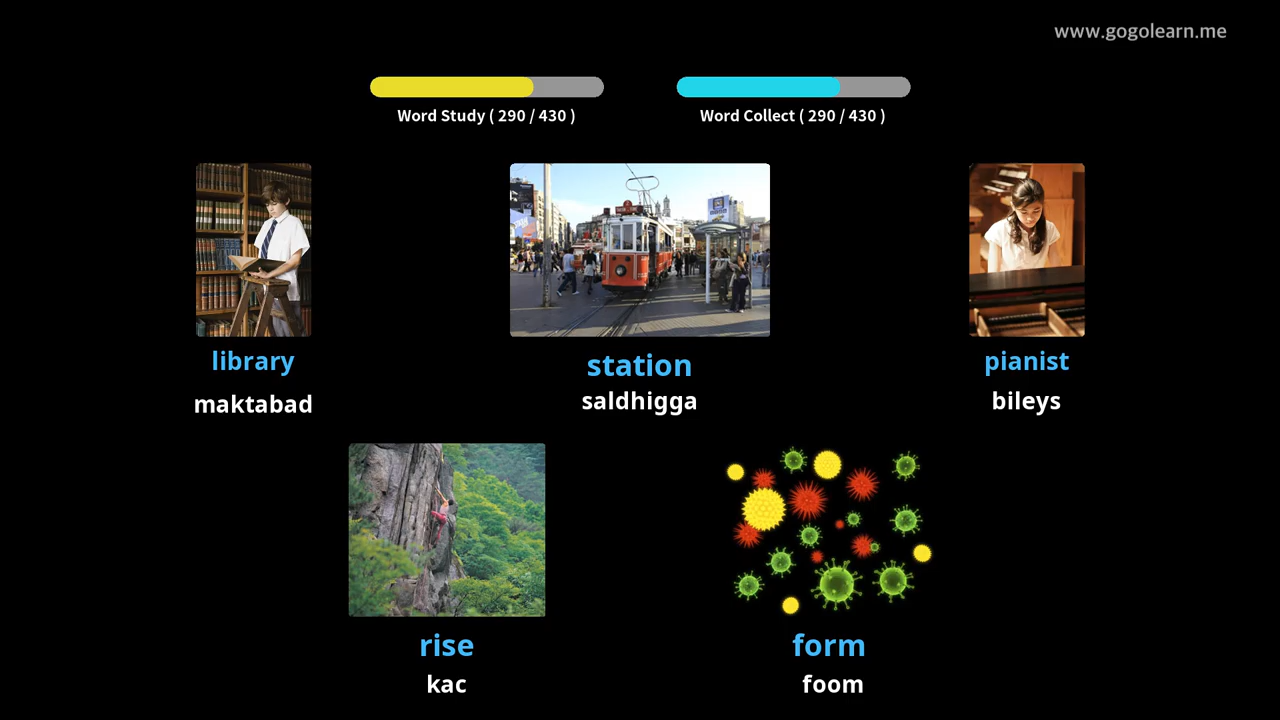 www.gogolearn.me
Word Study ( 290 / 430 )
Word Collect ( 290 / 430 )
library
maktabad
station
saldhigga
pianist
bileys
rise
kac
form
foom